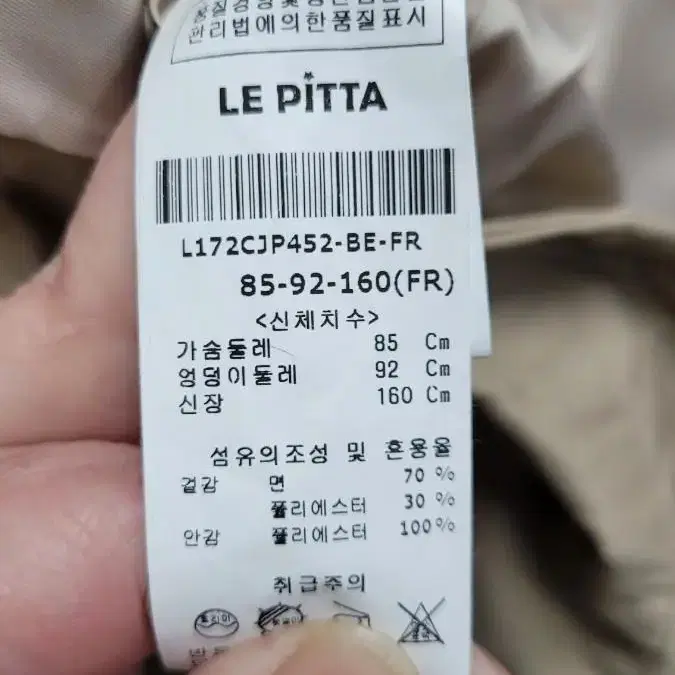 관리법에의한품질표시
LE PiTTA
L172CJP452-BE-FR
85-92-160(FR)
<신체치수>
가슴둘레 85 Cm
엉덩이둘레 92 Cm
신장 160 Cm
섬유의조성 및 혼용율
겉감 면 70 %
폴리에스터 30 %
안감 폴리에스터 100%
취급주의
드라이